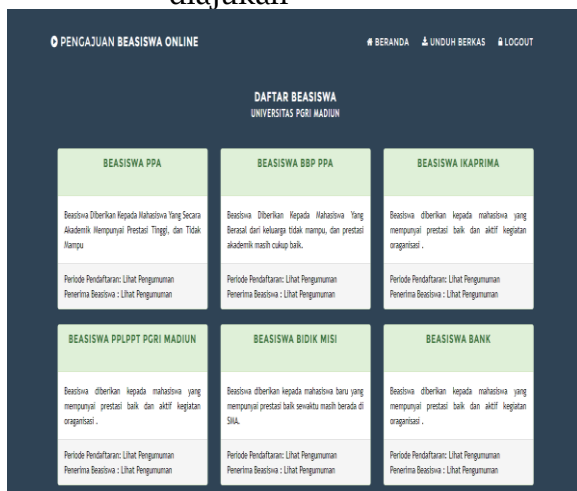 diajukan
PENGAJUAN BEASISWA ONLINE
BERANDA UNDUH BERKAS LOGOUT
DAFTAR BEASISWA
UNIVERSITAS PGRI MADIUN
BEASISWA PPA
Beasiswa Diberikan Kepada Mahasiswa Yang Secara
Akademik Mempunyai Prestasi Tinggi, dan Tidak
Mampu
Periode Pendaftaran: Lihat Pengumuman
Penerima Beasiswa : Lihat Pengumuman
BEASISWA BBP PPA
Beasiswa Diberikan Kepada Mahasiswa Yang
Berasal dari keluarga tidak mampu, dan prestasi
akademik masih cukup baik.
Periode Pendaftaran: Lihat Pengumuman
Penerima Beasiswa : Lihat Pengumuman
BEASISWA IKAPRIMA
Beasiswa diberikan kepada mahasiswa yang
mempunyai prestasi baik dan aktif kegiatan
oraganisasi .
Periode Pendaftaran: Lihat Pengumuman
Penerima Beasiswa : Lihat Pengumuman
BEASISWA PPLPPT PGRI MADIUN
Beasiswa diberikan kepada mahasiswa yang
mempunyai prestasi baik dan aktif kegiatan
oraganisasi .
Periode Pendaftaran: Lihat Pengumuman
Penerima Beasiswa : Lihat Pengumuman
BEASISWA BIDIK MISI
Beasiswa diberikan kepada mahasiswa baru yang
mempunyai prestasi baik sewaktu masih berada di
SMA.
Periode Pendaftaran: Lihat Pengumuman
Penerima Beasiswa : Lihat Pengumuman
BEASISWA BANK
Beasiswa diberikan kepada mahasiswa yang
mempunyai prestasi baik dan aktif kegiatan
oraganisasi .
Periode Pendaftaran: Lihat Pengumuman
Penerima Beasiswa : Lihat Pengumuman